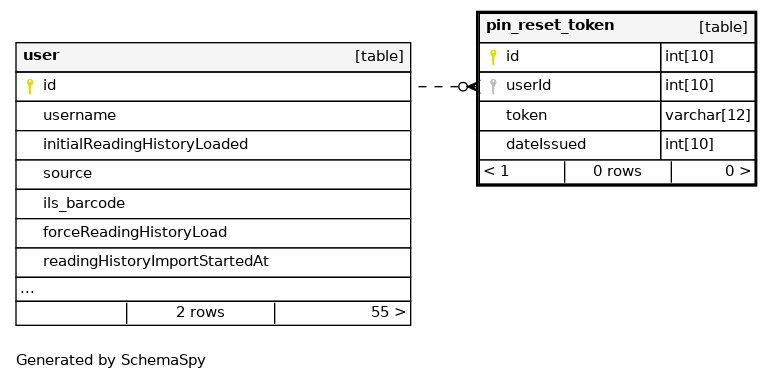 user [table]
id
username
initialReadingHistoryLoaded
source
ils_barcode
forceReadingHistoryLoad
readingHistoryImportStartedAt
...
2 rows 55 >
pin_reset_token [table]
id int[10]
userId int[10]
token varchar[12]
dateIssued int[10]
< 1 0 rows 0 >
Generated by SchemaSpy